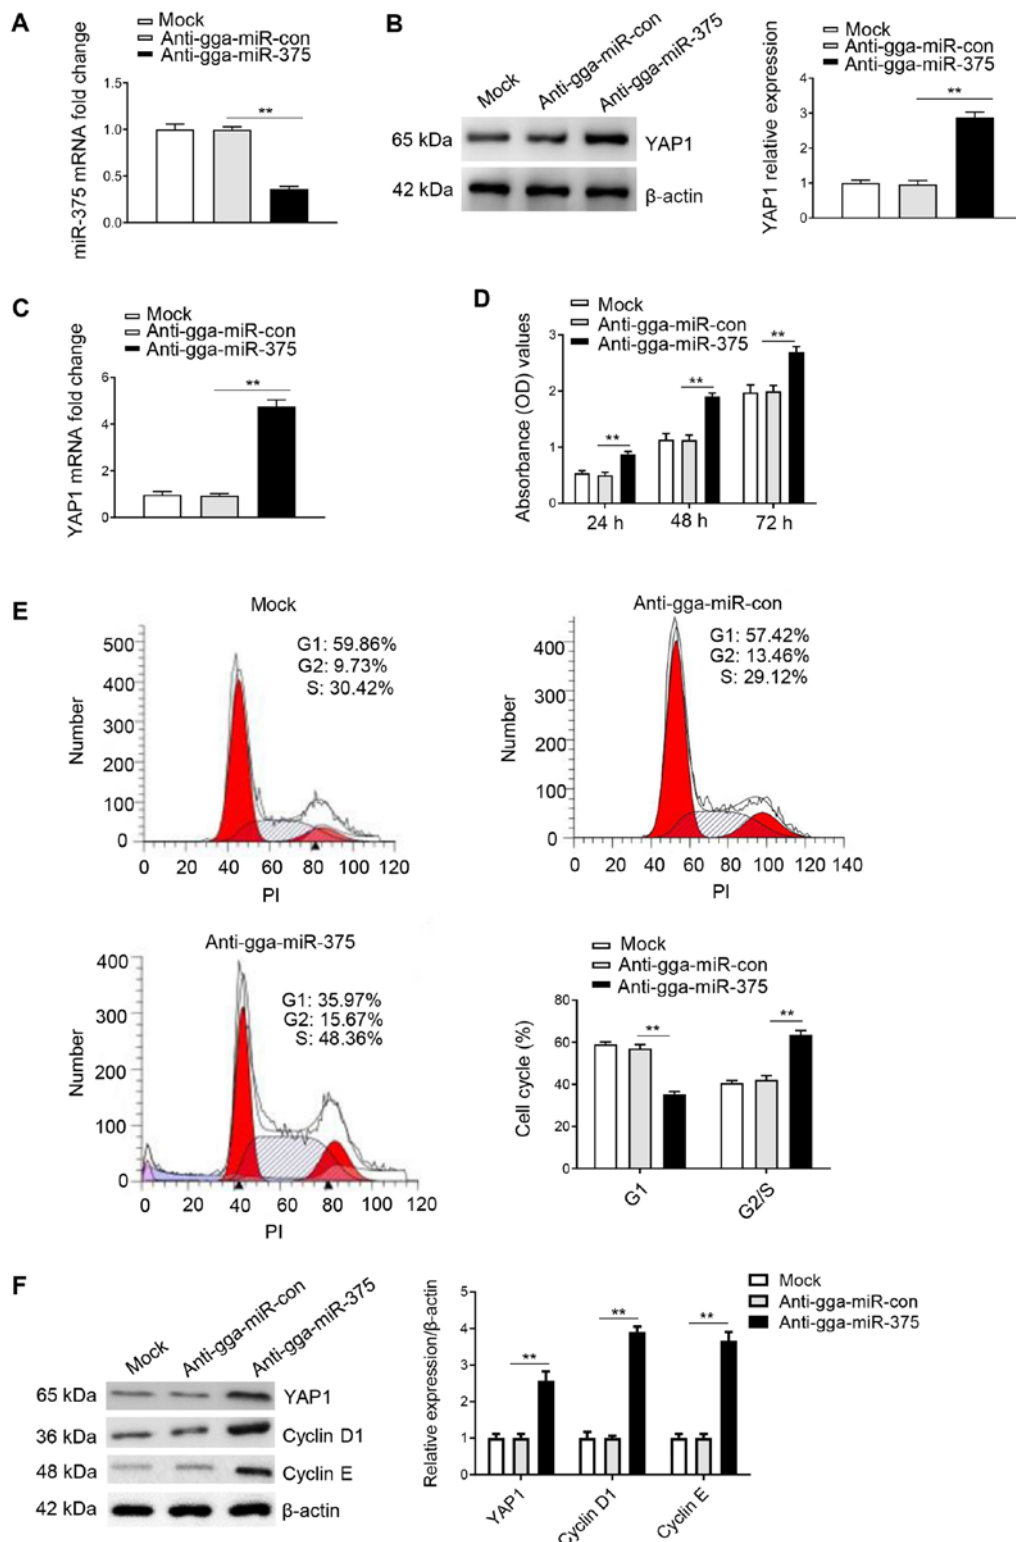 A
Mock
Anti-gga-miR-con
Anti-gga-miR-375
miR-375 mRNA fold change
1.5
1.0
0.5
0.0
**
B
Mock
Anti-gga-miR-con
Anti-gga-miR-375
65 kDa
YAP1
42 kDa
β-actin
Mock
Anti-gga-miR-con
Anti-gga-miR-375
YAP1 relative expression
4
3
2
1
0
**
C
Mock
Anti-gga-miR-con
Anti-gga-miR-375
YAP1 mRNA fold change
6
4
2
0
**
D
Mock
Anti-gga-miR-con
Anti-gga-miR-375
Absorbance (OD) values
3
2
1
0
**
**
**
24 h
48 h
72 h
E
Mock
G1: 59.86%
G2: 9.73%
S: 30.42%
Number
500
400
300
200
100
0
0 20 40 60 80 100 120
PI
Anti-gga-miR-con
G1: 57.42%
G2: 13.46%
S: 29.12%
Number
400
300
200
100
0
0 20 40 60 80 100 120 140
PI
Anti-gga-miR-375
G1: 35.97%
G2: 15.67%
S: 48.36%
Number
400
300
200
100
0
0 20 40 60 80 100 120
PI
Mock
Anti-gga-miR-con
Anti-gga-miR-375
Cell cycle (%)
80
60
40
20
0
**
**
G1
G2/S
F
Mock
Anti-gga-miR-con
Anti-gga-miR-375
65 kDa
YAP1
36 kDa
Cyclin D1
48 kDa
Cyclin E
42 kDa
β-actin
Mock
Anti-gga-miR-con
Anti-gga-miR-375
Relative expression/β-actin
5
4
3
2
1
0
**
**
**
YAP1
Cyclin D1
Cyclin E